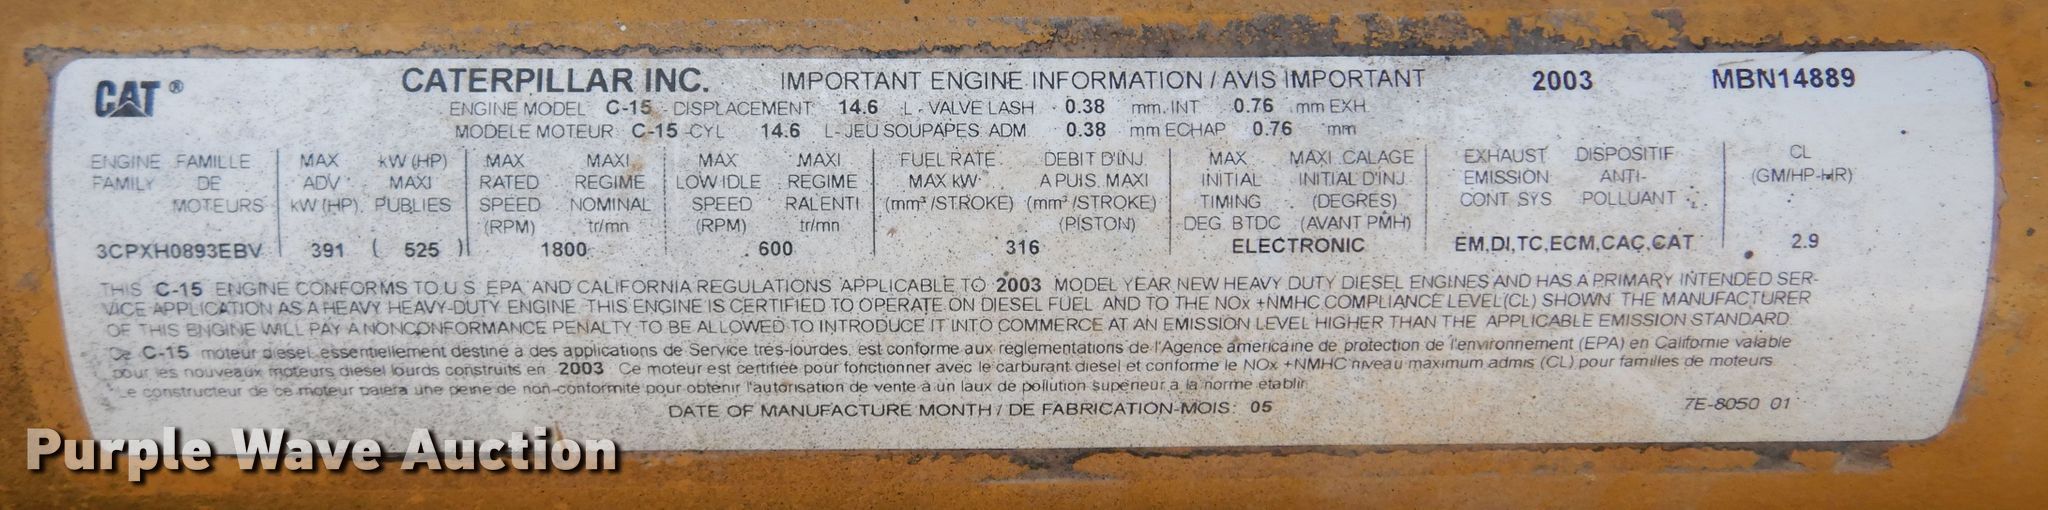 CAT® CATERPILLAR INC. IMPORTANT ENGINE INFORMATION / AVIS IMPORTANT 2003 MBN14889
ENGINE MODEL C-15 - DISPLACEMENT 14.6 L - VALVE LASH 0.38 mm. INT 0.76 mm EXH
MODELE MOTEUR C-15 -CYL 14.6 L- JEU SOUPAPES ADM 0.38 mm ECHAP 0.76 mm
ENGINE FAMILLE MAX kW (HP) MAX MAXI MAX MAXI FUEL RATE DEBIT D'INJ. MAX MAXI CALAGE EXHAUST DISPOSITIF CL
FAMILY DE ADV MAXI RATED REGIME LOW IDLE REGIME MAX KW A PUIS. MAXI INITIAL INITIAL D'INJ. EMISSION ANTI- (GM/HP-HR)
MOTEURS kW (HP) PUBLIES SPEED NOMINAL SPEED RALENTI (mm³/STROKE) (mm³/STROKE) TIMING (DEGRES) CONT SYS POLLUANT
(RPM) tr/mn (RPM) tr/mn (PISTON) DEG BTDC (AVANT PMH)
3CPXH0893EBV 391 ( 525 ) 1800 600 316 ELECTRONIC EM,DI,TC,ECM,CAC,CAT 2.9
THIS C-15 ENGINE CONFORMS TO U.S. EPA AND CALIFORNIA REGULATIONS APPLICABLE TO 2003 MODEL YEAR NEW HEAVY DUTY DIESEL ENGINES AND HAS A PRIMARY INTENDED SER-
VICE APPLICATION AS A HEAVY HEAVY-DUTY ENGINE. THIS ENGINE IS CERTIFIED TO OPERATE ON DIESEL FUEL AND TO THE NOx +NMHC COMPLIANCE LEVEL(CL) SHOWN. THE MANUFACTURER
OF THIS ENGINE WILL PAY A NONCONFORMANCE PENALTY TO BE ALLOWED TO INTRODUCE IT INTO COMMERCE AT AN EMISSION LEVEL HIGHER THAN THE APPLICABLE EMISSION STANDARD.
Ce C-15 moteur diesel essentiellement destiné à des applications de Service très-lourdes, est conforme aux réglementations de l'Agence américaine de protection de l'environnement (EPA) en Californie valable
pour les nouveaux moteurs diesel lourds construits en 2003 Ce moteur est certifiée pour fonctionner avec le carburant diesel et conforme le NOx +NMHC niveau maximum admis (CL) pour familles de moteurs.
Le constructeur de ce moteur paiera une peine de non-conformité pour obtenir l'autorisation de vente à un laux de pollution supérieur à la norme établir
DATE OF MANUFACTURE MONTH / DE FABRICATION-MOIS: 05 7E-8050 01
Purple Wave Auction